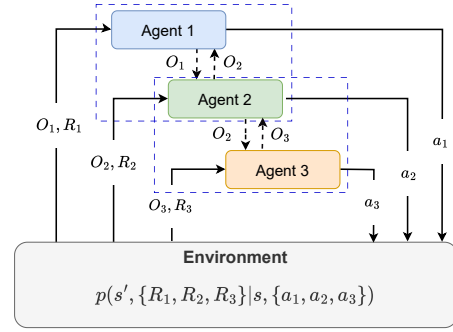 Agent 1
O₁ O₂
Agent 2
O₁, R₁
O₂ O₃
a₁
O₂, R₂
Agent 3
a₂
O₃, R₃
a₃
Environment
p(s′, {R₁, R₂, R₃}|s, {a₁, a₂, a₃})